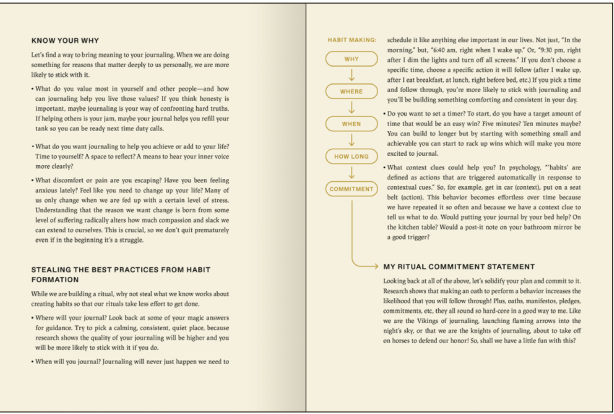 KNOW YOUR WHY
Let's find a way to bring meaning to your journaling. When we are doing
something for reasons that matter deeply to us personally, we are more
likely to stick with it.
• What do you value most in yourself and other people—and how
can journaling help you live those values? If you think honesty is
important, maybe journaling is your way of confronting hard truths.
If helping others is your jam, maybe journal helps you refill your
tank so you can be ready next time duty calls.
• What do you want journaling to help you achieve or add to your life?
Time to yourself? A space to reflect? A means to hear your inner voice
more clearly?
• What discomfort or pain are you escaping? Have you been feeling
anxious lately? Feel like you need to change up your life? Many of
us only change when we are fed up with a certain level of stress.
Understanding that the reason we want change is born from some
level of suffering radically alters how much compassion and slack we
can extend to ourselves. This is crucial, so we don't quit prematurely
even if in the beginning it's a struggle.
STEALING THE BEST PRACTICES FROM HABIT
FORMATION
While we are building a ritual, why not steal what we know works about
creating habits so that our rituals take less effort to get done.
• Where will your journal? Look back at some of your magic answers
for guidance. Try to pick a calming, consistent, quiet place, because
research shows the quality of your journaling will be higher and you
will be more likely to stick with it if you do.
• When will you journal? Journaling will never just happen we need to
HABIT MAKING:
WHY
WHERE
WHEN
HOW LONG
COMMITMENT
schedule it like anything else important in our lives. Not just, "In the
morning," but, "6:40 am, right when I wake up." Or, "9:30 pm, right
after I dim the lights and turn off all screens." If you don't choose a
specific time, choose a specific action it will follow (after I wake up,
after I eat breakfast, at lunch, right before bed, etc.) If you pick a time
and follow through, you're more likely to stick with journaling and
you'll be building something comforting and consistent in your day.
• Do you want to set a timer? To start, do you have a target amount of
time that would be an easy win? Five minutes? Ten minutes maybe?
You can build to longer but by starting with something small and
achievable you can start to rack up wins which will make you more
excited to journal.
• What context clues could help you? In psychology, "'habits' are
defined as actions that are triggered automatically in response to
contextual cues." So, for example, get in car (context), put on a seat
belt (action). This behavior becomes effortless over time because
we have repeated it so often and because we have a context clue to
tell us what to do. Would putting your journal by your bed help? On
the kitchen table? Would a post-it note on your bathroom mirror be
a good trigger?
MY RITUAL COMMITMENT STATEMENT
Looking back at all of the above, let's solidify your plan and commit to it.
Research shows that making an oath to perform a behavior increases the
likelihood that you will follow through! Plus, oaths, manifestos, pledges,
commitments, etc, they all sound so hard-core in a good way to me. Like
we are the Vikings of journaling, launching flaming arrows into the
night's sky, or that we are the knights of journaling, about to take off
on horses to defend our honor! So, shall we have a little fun with this?